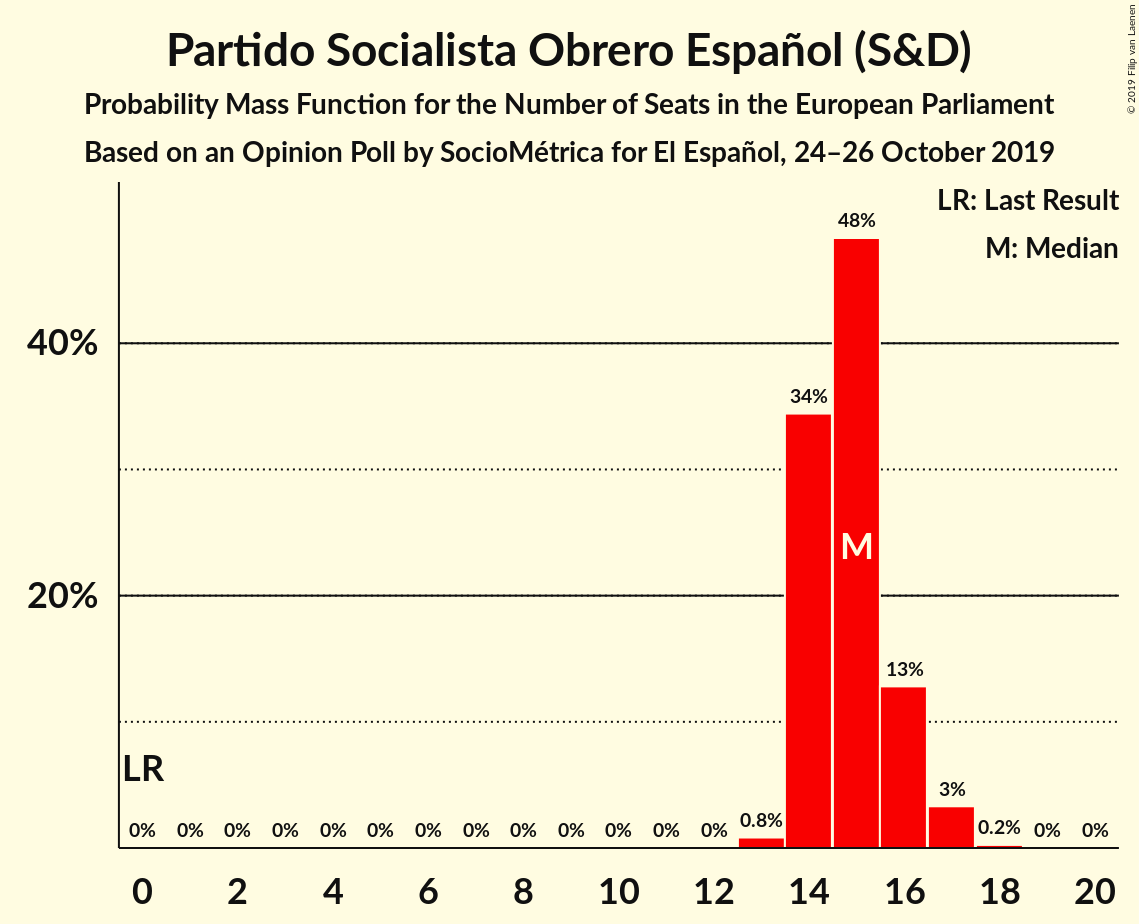 Partido Socialista Obrero Español (S&D)
Probability Mass Function for the Number of Seats in the European Parliament
Based on an Opinion Poll by SocioMétrica for El Español, 24–26 October 2019
© 2019 Filip van Laenen
LR: Last Result
M: Median
48%
40%
34%
M
20%
13%
LR
3%
0% 0% 0% 0% 0% 0% 0% 0% 0% 0% 0% 0% 0% 0.8% 0.2% 0% 0%
0 2 4 6 8 10 12 14 16 18 20